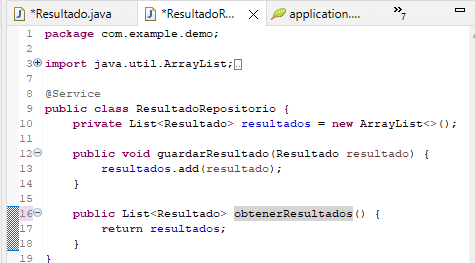 *Resultado.java *ResultadoR... application.... »7
1 package com.example.demo;
2
3 import java.util.ArrayList;
7
8 @Service
9 public class ResultadoRepositorio {
10 private List<Resultado> resultados = new ArrayList<>();
11
12 public void guardarResultado(Resultado resultado) {
13 resultados.add(resultado);
14 }
15
16 public List<Resultado> obtenerResultados() {
17 return resultados;
18 }
19 }